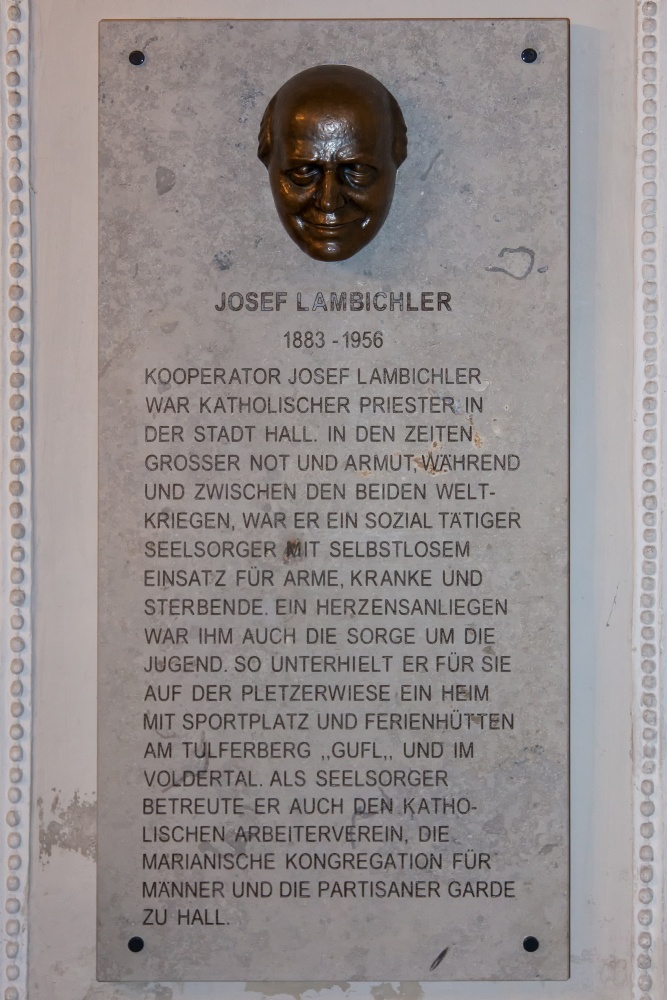 JOSEF LAMBICHLER
1883 - 1956
KOOPERATOR JOSEF LAMBICHLER
WAR KATHOLISCHER PRIESTER IN
DER STADT HALL. IN DEN ZEITEN
GROSSER NOT UND ARMUT, WÄHREND
UND ZWISCHEN DEN BEIDEN WELT-
KRIEGEN, WAR ER EIN SOZIAL TÄTIGER
SEELSORGER MIT SELBSTLOSEM
EINSATZ FÜR ARME, KRANKE UND
STERBENDE. EIN HERZENSANLIEGEN
WAR IHM AUCH DIE SORGE UM DIE
JUGEND. SO UNTERHIELT ER FÜR SIE
AUF DER PLETZERWIESE EIN HEIM
MIT SPORTPLATZ UND FERIENHÜTTEN
AM TULFERBERG ,,GUFL,, UND IM
VOLDERTAL. ALS SEELSORGER
BETREUTE ER AUCH DEN KATHO-
LISCHEN ARBEITERVEREIN, DIE
MARIANISCHE KONGREGATION FÜR
MÄNNER UND DIE PARTISANER GARDE
ZU HALL.